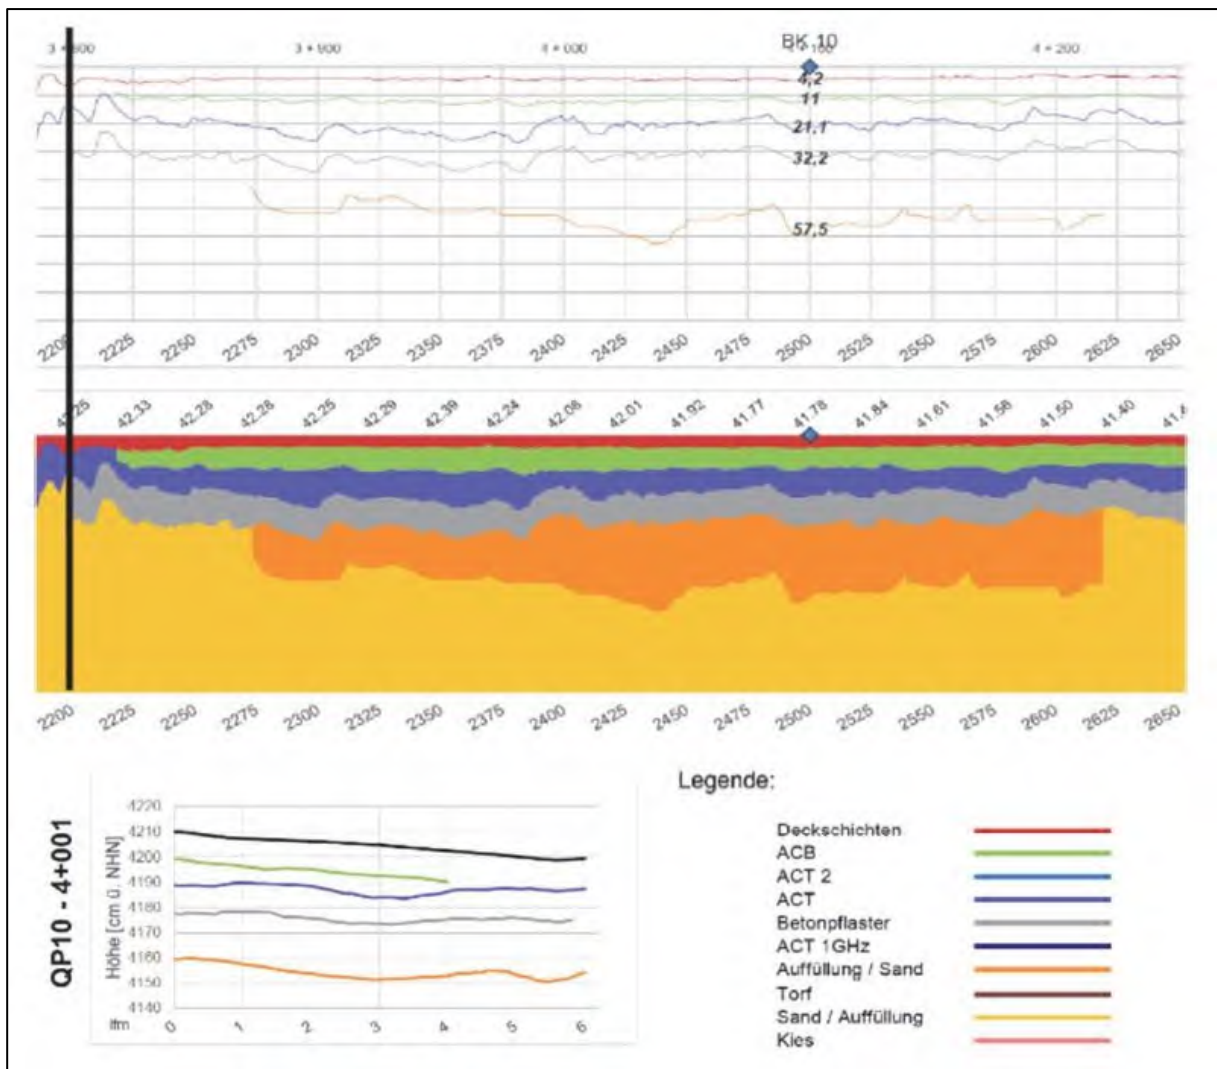 BK 10
3 + 900 4 + 000 4 + 200
4,2
11
21,1
32,2
57,5
2200 2225 2250 2275 2300 2325 2350 2375 2400 2425 2450 2475 2500 2525 2550 2575 2600 2625 2650
42.33 42.28 42.28 42.25 42.29 42.39 42.24 42.06 42.01 41.92 41.77 41.78 41.84 41.61 41.56 41.50 41.40
2200 2225 2250 2275 2300 2325 2350 2375 2400 2425 2450 2475 2500 2525 2550 2575 2600 2625 2650
QP10 - 4+001
Höhe [cm ü. NHN]
4220
4210
4200
4190
4180
4170
4160
4150
4140
lfm 0 1 2 3 4 5 6
Legende:
Deckschichten
ACB
ACT 2
ACT
Betonpflaster
ACT 1GHz
Auffüllung / Sand
Torf
Sand / Auffüllung
Kies